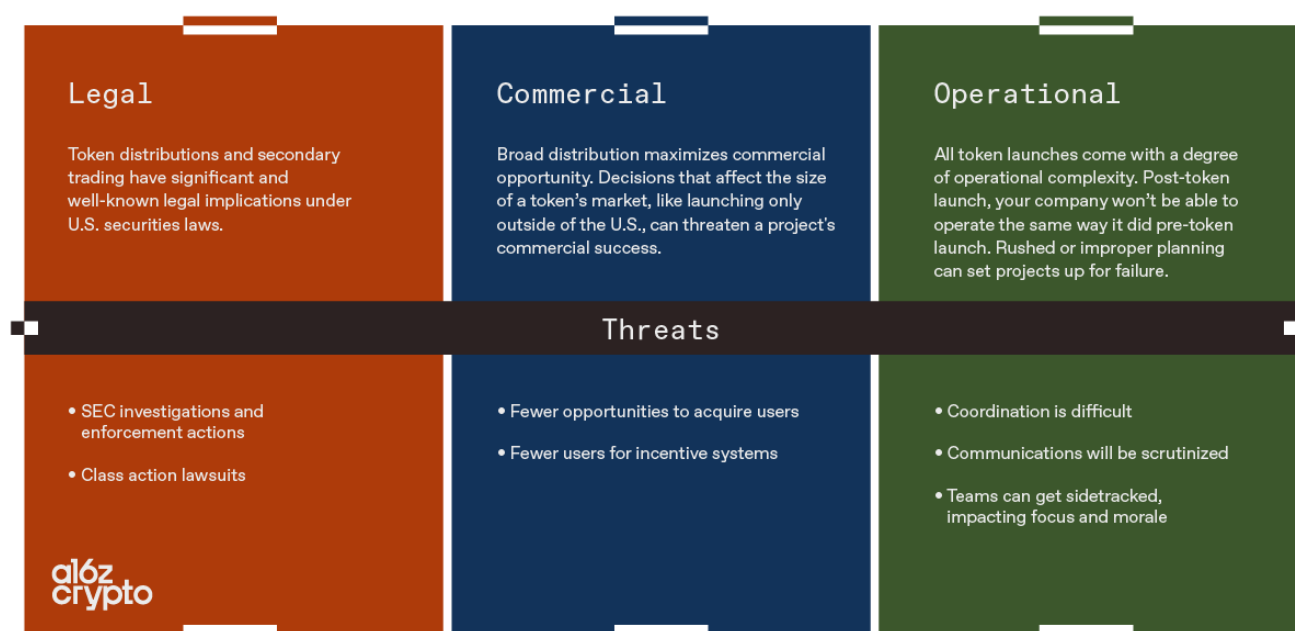 Legal
Token distributions and secondary
trading have significant and
well-known legal implications under
U.S. securities laws.
Commercial
Broad distribution maximizes commercial
opportunity. Decisions that affect the size
of a token's market, like launching only
outside of the U.S., can threaten a project's
commercial success.
Operational
All token launches come with a degree
of operational complexity. Post-token
launch, your company won't be able to
operate the same way it did pre-token
launch. Rushed or improper planning
can set projects up for failure.
Threats
• SEC investigations and
enforcement actions
• Class action lawsuits
• Fewer opportunities to acquire users
• Fewer users for incentive systems
• Coordination is difficult
• Communications will be scrutinized
• Teams can get sidetracked,
impacting focus and morale
a16z
crypto